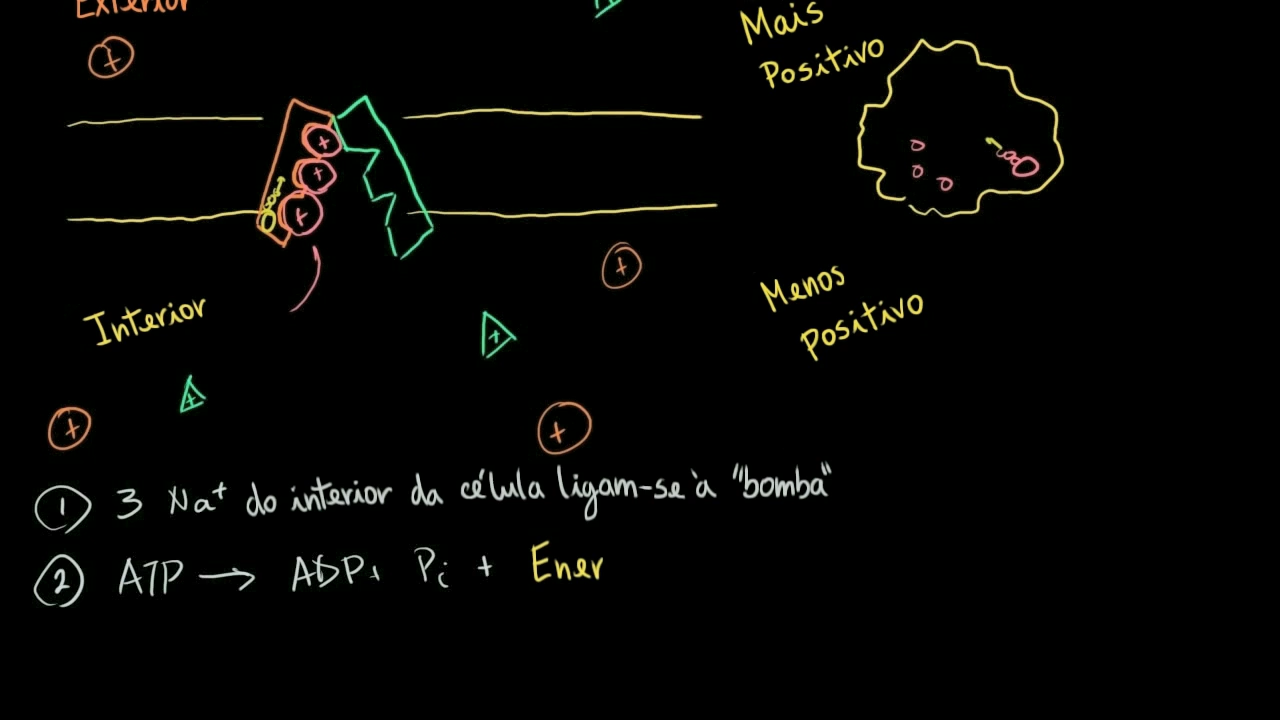 Exterior
+
Mais
Positivo
+
+
+
+
Interior
Menos
Positivo
+
+
+
+
1 3 Na+ do interior da célula ligam-se à "bomba"
2 ATP → ADP + Pi + Ener